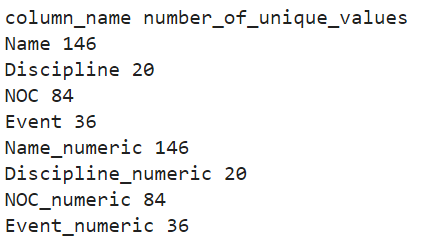 column_name number_of_unique_values
Name 146
Discipline 20
NOC 84
Event 36
Name_numeric 146
Discipline_numeric 20
NOC_numeric 84
Event_numeric 36